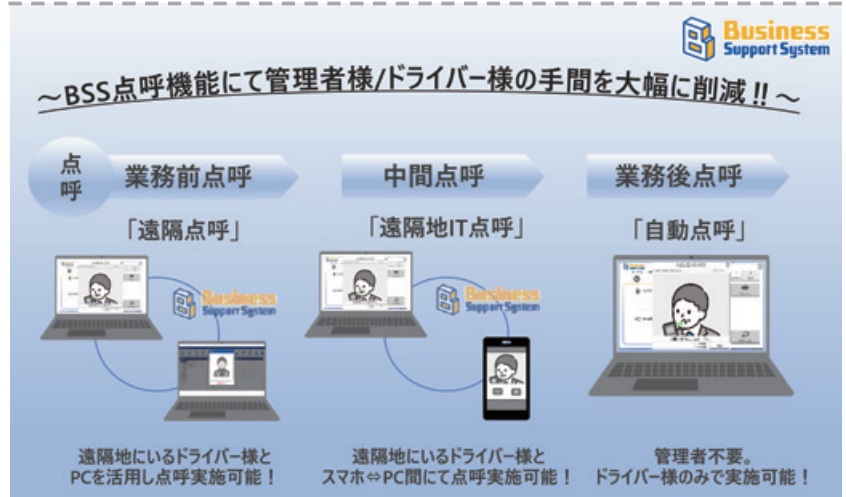 Business
Support System
～BSS点呼機能にて管理者様/ドライバー様の手間を大幅に削減!!～
点呼
業務前点呼
中間点呼
業務後点呼
「遠隔点呼」
「遠隔地IT点呼」
「自動点呼」
Business
Support System
Business
Support System
遠隔地にいるドライバー様と
PCを活用し点呼実施可能！
遠隔地にいるドライバー様と
スマホ⇔PC間にて点呼実施可能！
管理者不要。
ドライバー様のみで実施可能！